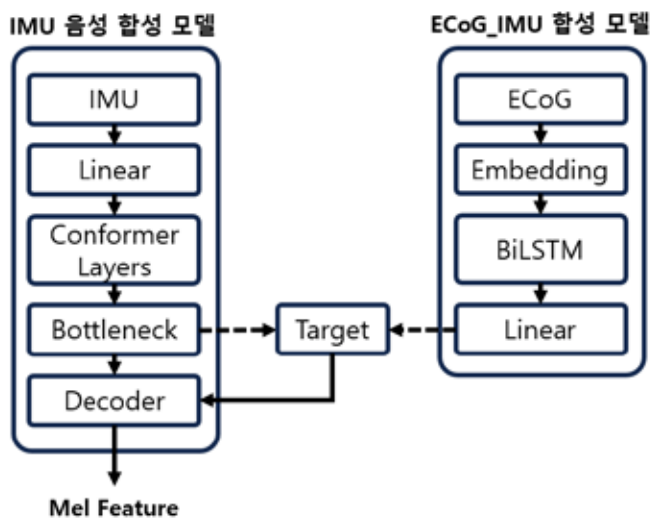 IMU 음성 합성 모델
IMU
Linear
Conformer
Layers
Bottleneck
Decoder
Mel Feature
Target
ECoG_IMU 합성 모델
ECoG
Embedding
BiLSTM
Linear